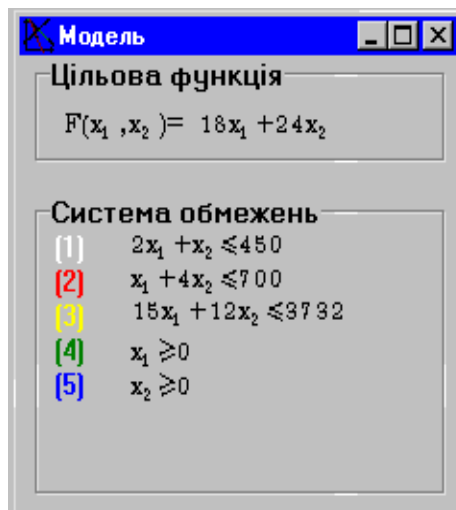 Модель
Цільова функція
F(x₁ ,x₂ )= 18x₁ +24x₂
Система обмежень
(1) 2x₁ +x₂ ⩽450
(2) x₁ +4x₂ ⩽700
(3) 15x₁ +12x₂ ⩽3732
(4) x₁ ⩾0
(5) x₂ ⩾0